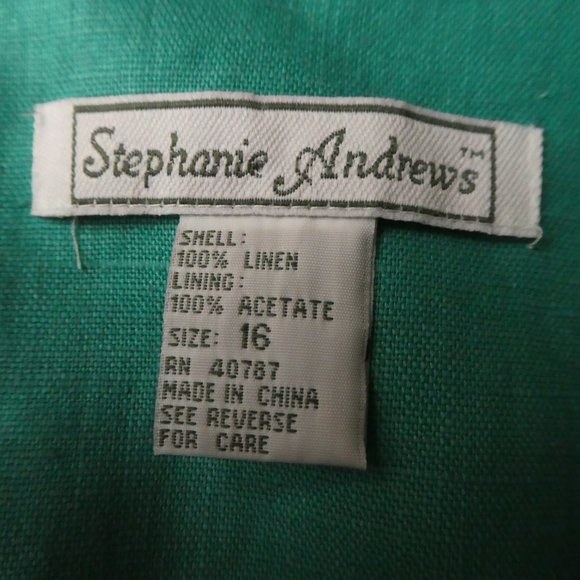 Stephanie Andrews™
SHELL:
100% LINEN
LINING:
100% ACETATE
SIZE: 16
RN 40787
MADE IN CHINA
SEE REVERSE
FOR CARE